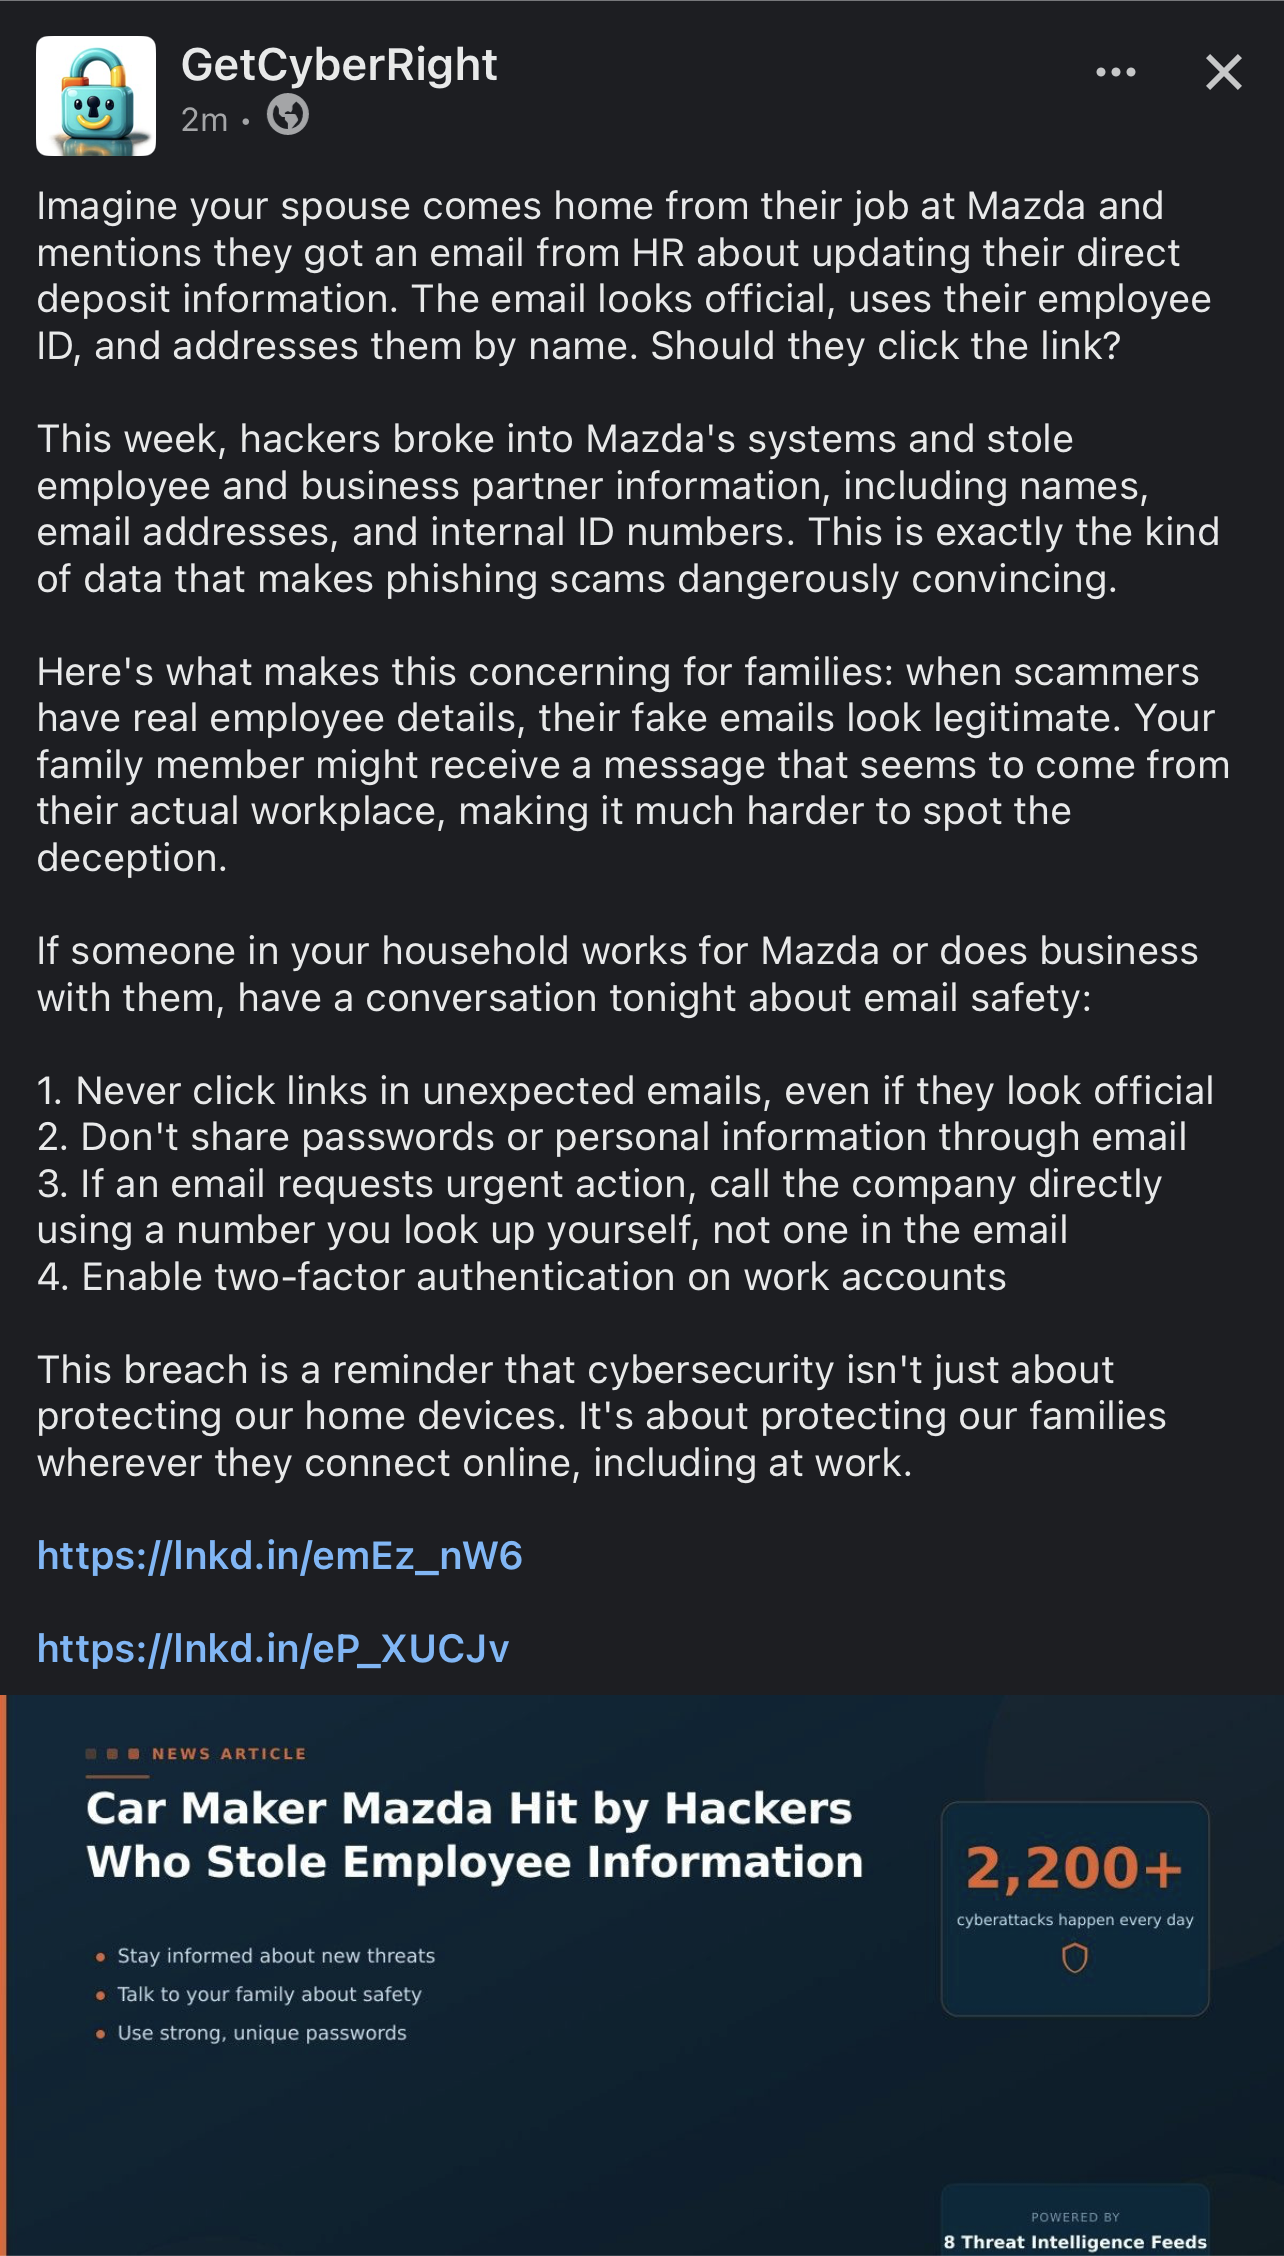 GetCyberRight
2m •
Imagine your spouse comes home from their job at Mazda and
mentions they got an email from HR about updating their direct
deposit information. The email looks official, uses their employee
ID, and addresses them by name. Should they click the link?
This week, hackers broke into Mazda's systems and stole
employee and business partner information, including names,
email addresses, and internal ID numbers. This is exactly the kind
of data that makes phishing scams dangerously convincing.
Here's what makes this concerning for families: when scammers
have real employee details, their fake emails look legitimate. Your
family member might receive a message that seems to come from
their actual workplace, making it much harder to spot the
deception.
If someone in your household works for Mazda or does business
with them, have a conversation tonight about email safety:
1. Never click links in unexpected emails, even if they look official
2. Don't share passwords or personal information through email
3. If an email requests urgent action, call the company directly
using a number you look up yourself, not one in the email
4. Enable two-factor authentication on work accounts
This breach is a reminder that cybersecurity isn't just about
protecting our home devices. It's about protecting our families
wherever they connect online, including at work.
https://lnkd.in/emEz_nW6
https://lnkd.in/eP_XUCJv
NEWS ARTICLE
Car Maker Mazda Hit by Hackers
Who Stole Employee Information
• Stay informed about new threats
• Talk to your family about safety
• Use strong, unique passwords
2,200+
cyberattacks happen every day
POWERED BY
8 Threat Intelligence Feeds